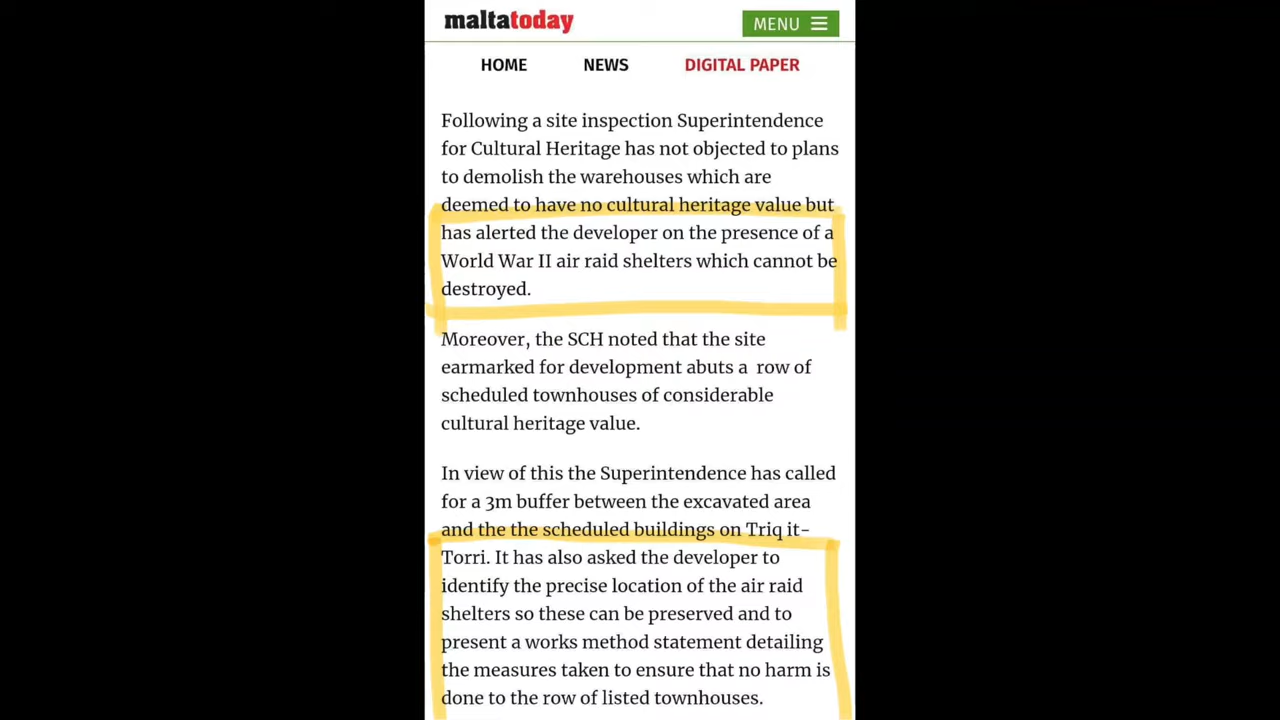 maltatoday
MENU
HOME NEWS DIGITAL PAPER
Following a site inspection Superintendence
for Cultural Heritage has not objected to plans
to demolish the warehouses which are
deemed to have no cultural heritage value but
has alerted the developer on the presence of a
World War II air raid shelters which cannot be
destroyed.
Moreover, the SCH noted that the site
earmarked for development abuts a row of
scheduled townhouses of considerable
cultural heritage value.
In view of this the Superintendence has called
for a 3m buffer between the excavated area
and the the scheduled buildings on Triq it-
Torri. It has also asked the developer to
identify the precise location of the air raid
shelters so these can be preserved and to
present a works method statement detailing
the measures taken to ensure that no harm is
done to the row of listed townhouses.